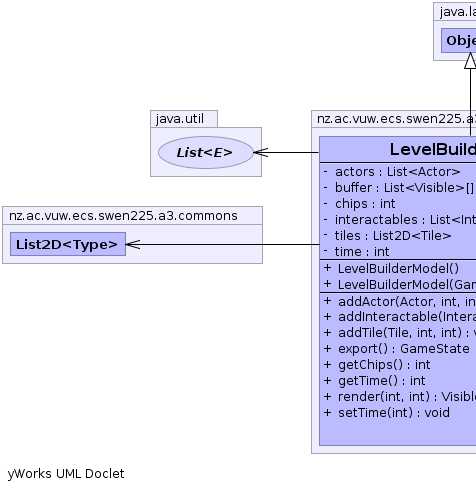 java.la
Obje
java.util
List<E>
nz.ac.vuw.ecs.swen225.a3
LevelBuild
- actors : List<Actor>
- buffer : List<Visible>[]
- chips : int
- interactables : List<Int
- tiles : List2D<Tile>
- time : int
+ LevelBuilderModel()
+ LevelBuilderModel(Gam
+ addActor(Actor, int, in
+ addInteractable(Intera
+ addTile(Tile, int, int) : v
+ export() : GameState
+ getChips() : int
+ getTime() : int
+ render(int, int) : Visibl
+ setTime(int) : void
nz.ac.vuw.ecs.swen225.a3.commons
List2D<Type>
yWorks UML Doclet